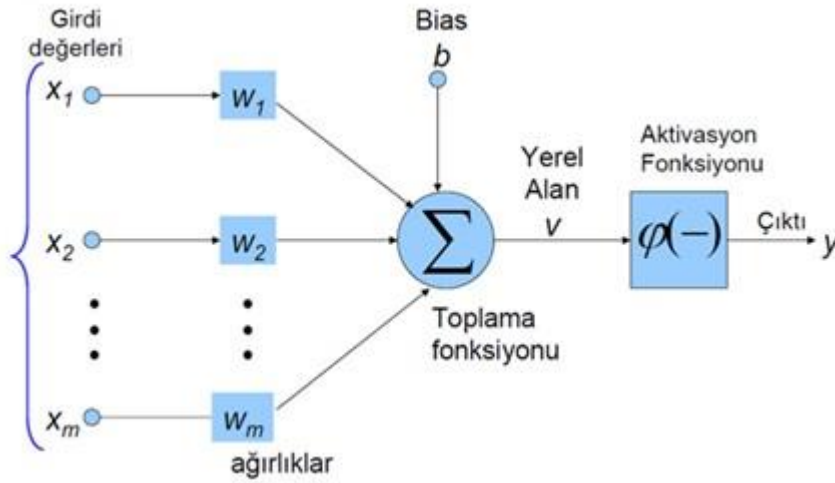 Girdi
değerleri
x1
w1
Bias
b
x2
w2
∑
Yerel
Alan
v
Aktivasyon
Fonksiyonu
φ(−)
Çıktı
y
Toplama
fonksiyonu
xm
wm
ağırlıklar